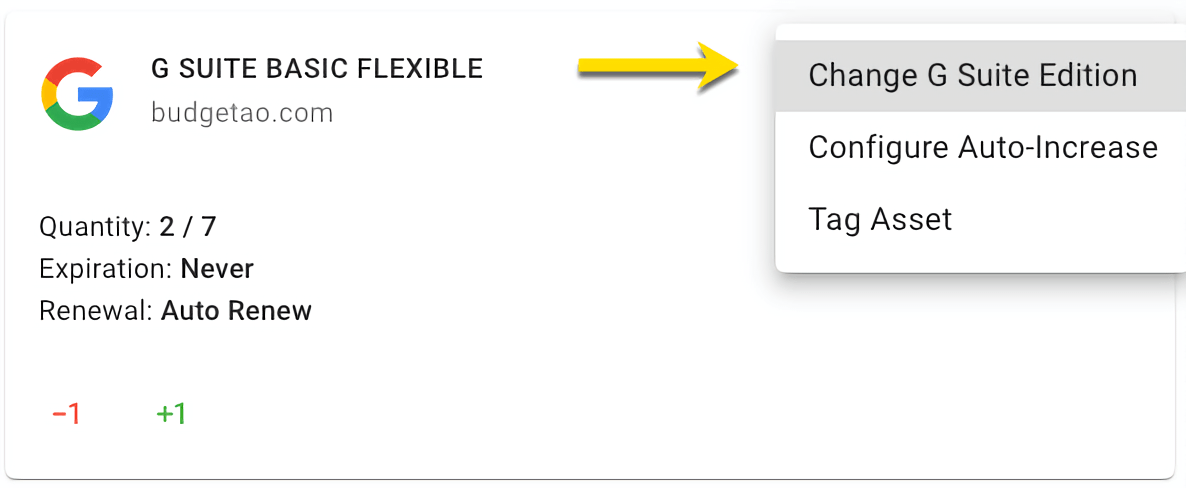 G SUITE BASIC FLEXIBLE
budgetao.com
Change G Suite Edition
Configure Auto-Increase
Tag Asset
Quantity: 2 / 7
Expiration: Never
Renewal: Auto Renew
−1 +1